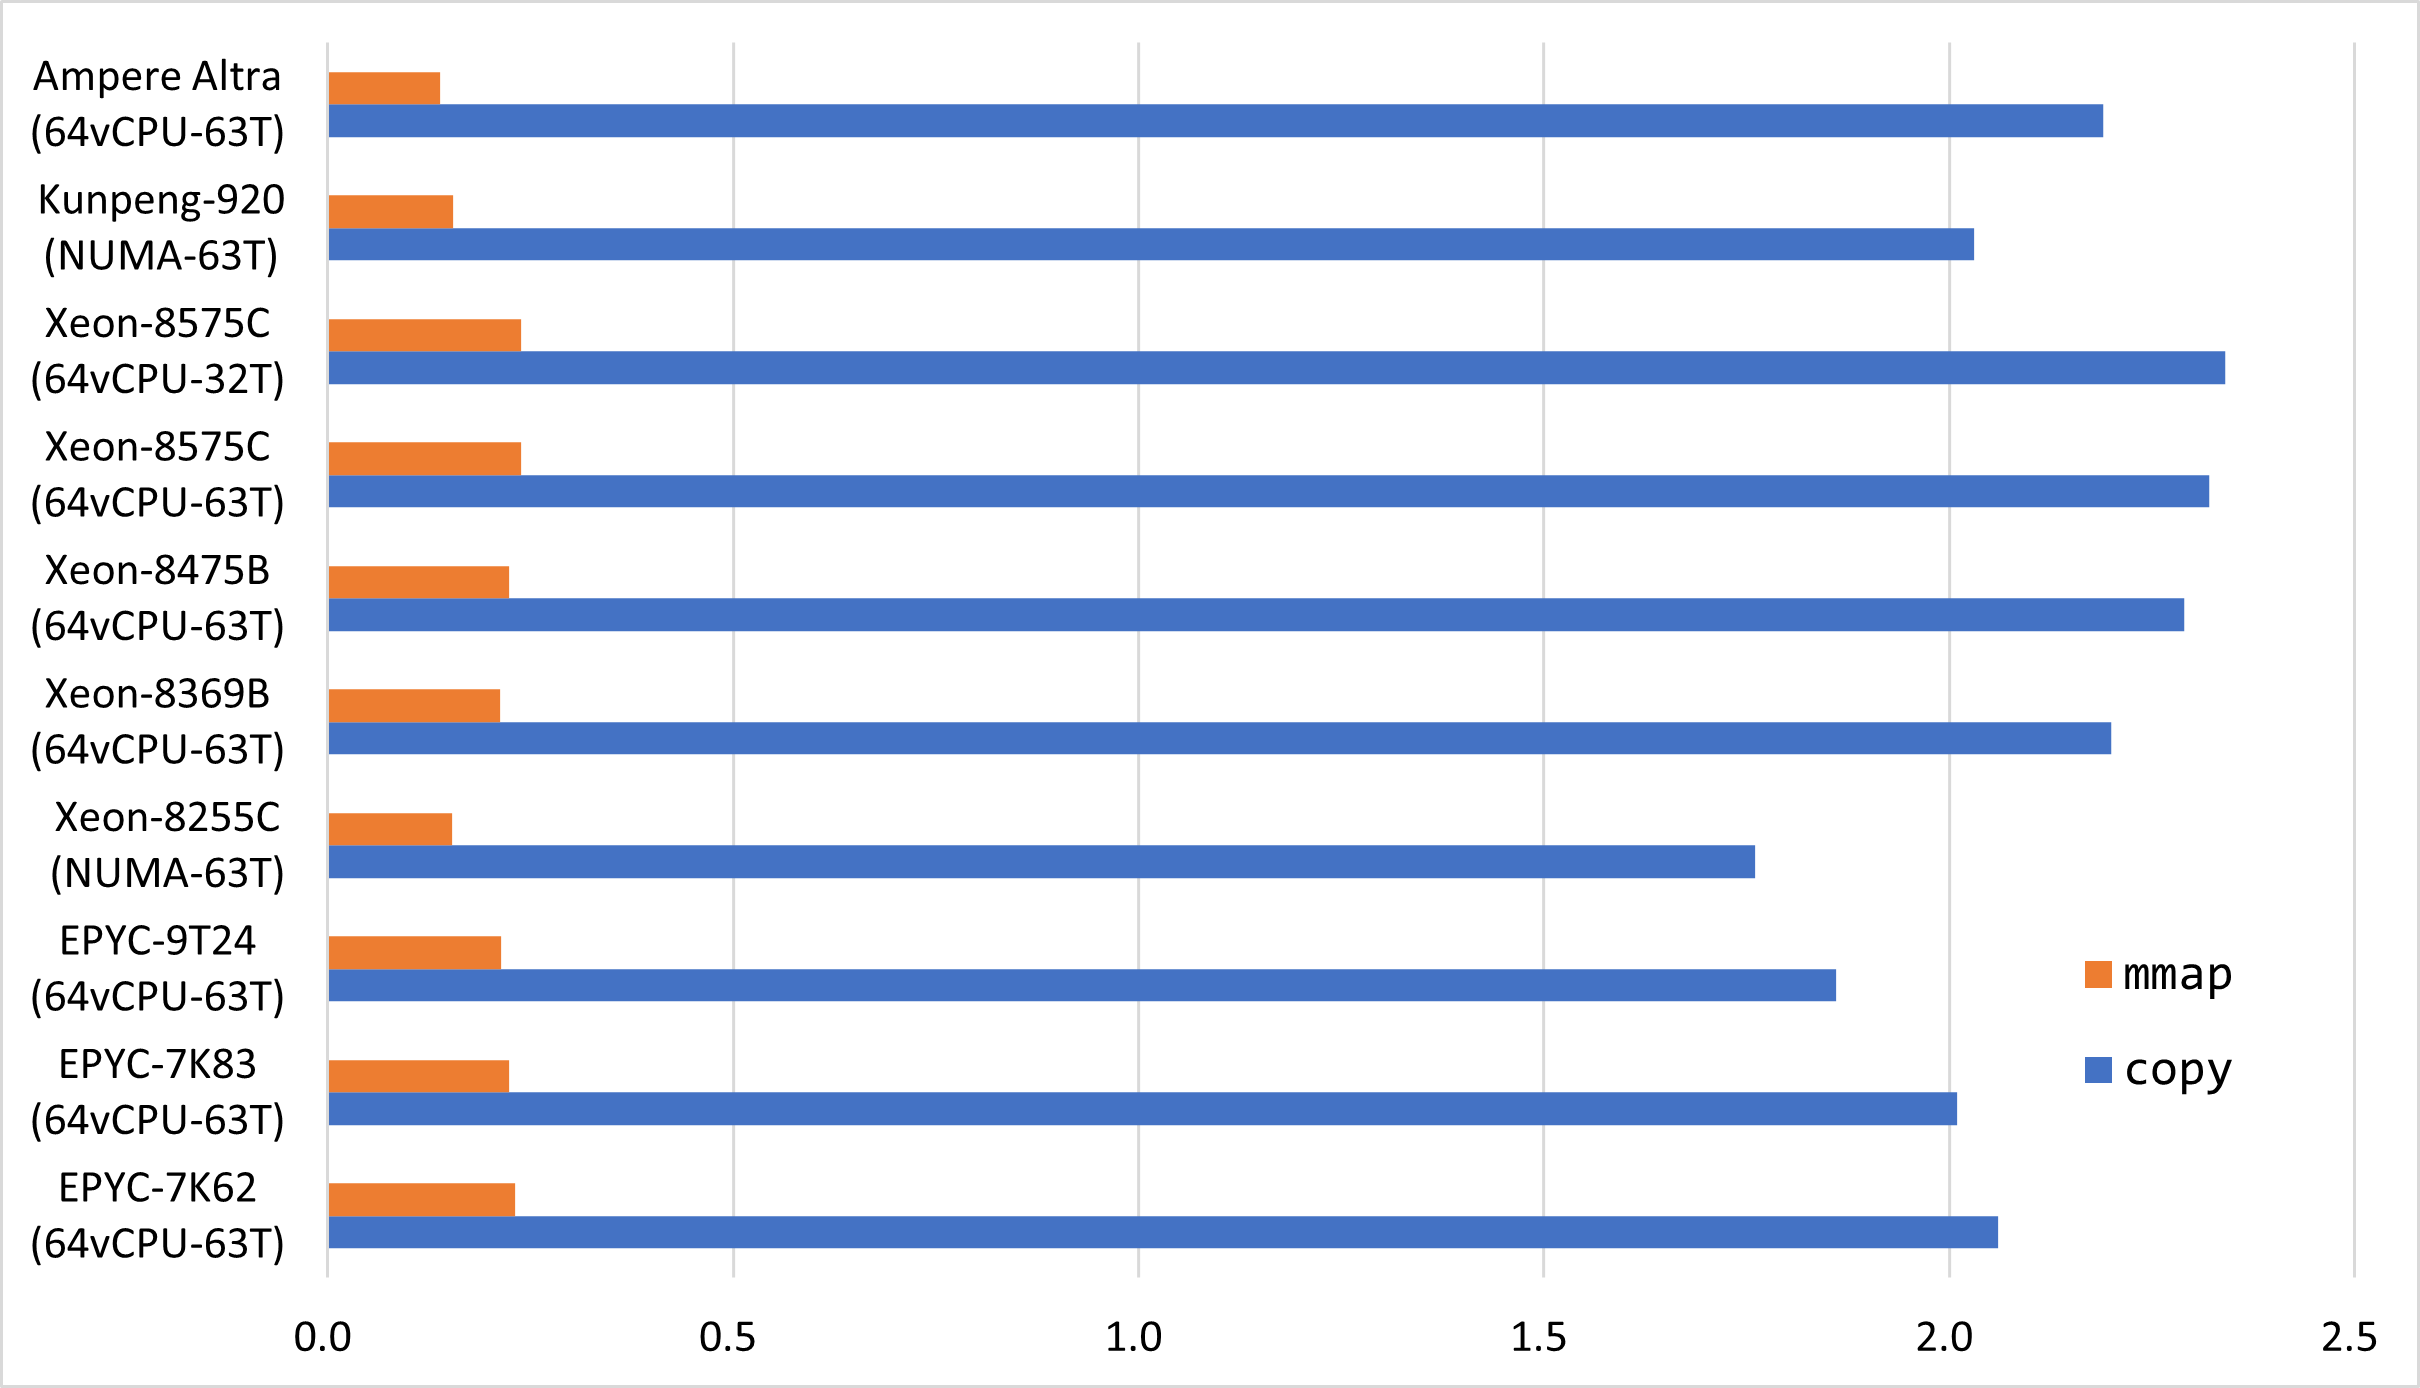 Ampere Altra
(64vCPU-63T)
Kunpeng-920
(NUMA-63T)
Xeon-8575C
(64vCPU-32T)
Xeon-8575C
(64vCPU-63T)
Xeon-8475B
(64vCPU-63T)
Xeon-8369B
(64vCPU-63T)
Xeon-8255C
(NUMA-63T)
EPYC-9T24
(64vCPU-63T)
EPYC-7K83
(64vCPU-63T)
EPYC-7K62
(64vCPU-63T)
mmap
copy
0.0 0.5 1.0 1.5 2.0 2.5